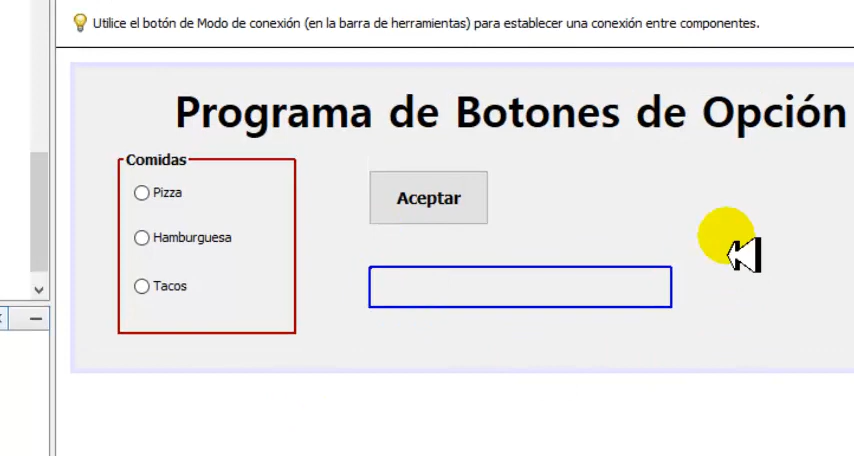 Utilice el botón de Modo de conexión (en la barra de herramientas) para establecer una conexión entre componentes.
Programa de Botones de Opción
Comidas
Pizza
Hamburguesa
Tacos
Aceptar